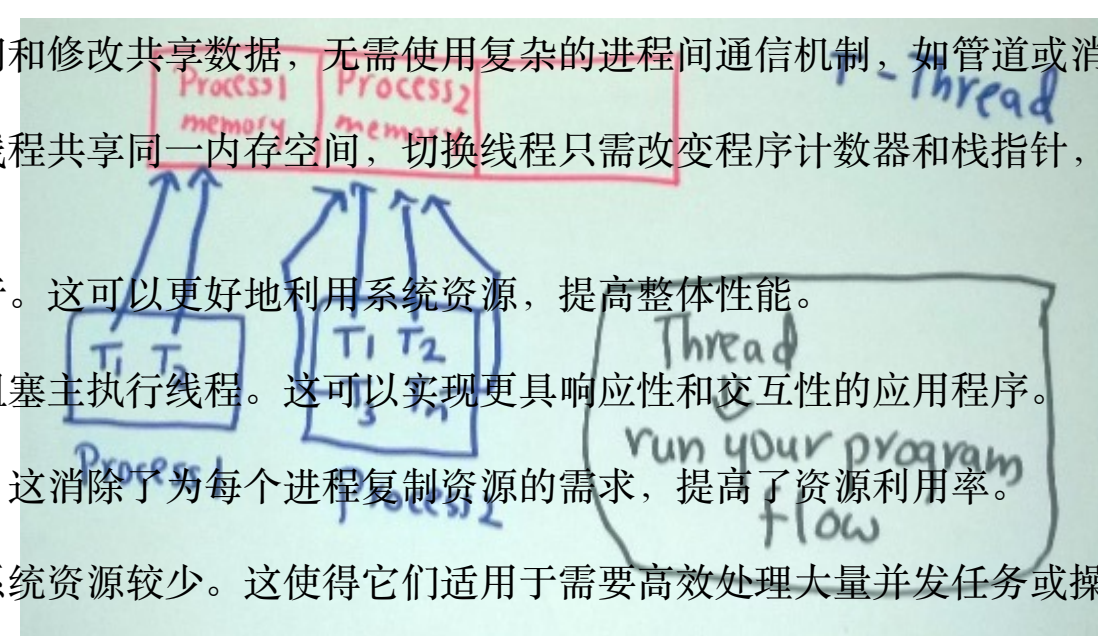 和修改共享数据，无需使用复杂的进程间通信机制，如管道或消
T - Thread
Process1 memory
Process2 memory
程共享同一内存空间，切换线程只需改变程序计数器和栈指针，
。这可以更好地利用系统资源，提高整体性能。
T1 T2
T1 T2
T3 Tn
Thread
塞主执行线程。这可以实现更具响应性和交互性的应用程序。
run your program
flow
Process1
Process2
这消除了为每个进程复制资源的需求，提高了资源利用率。
统资源较少。这使得它们适用于需要高效处理大量并发任务或操